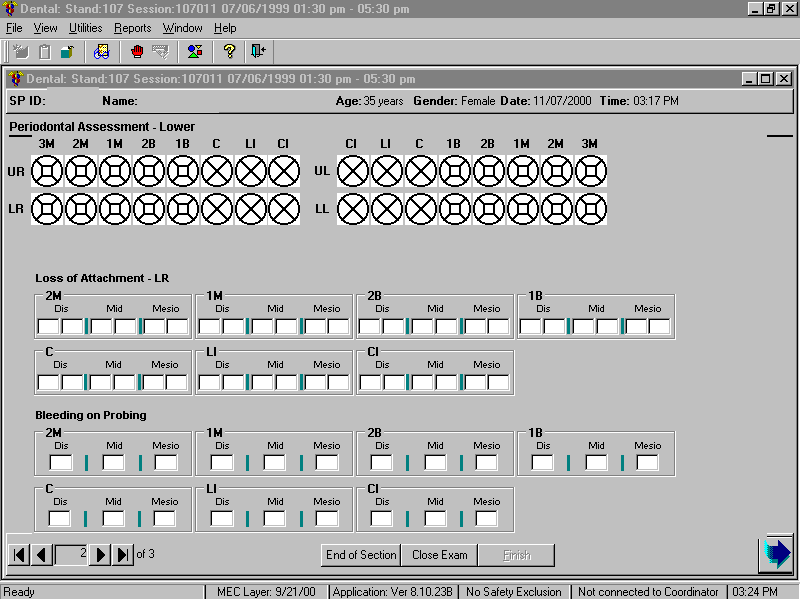 Dental: Stand:107 Session:107011 07/06/1999 01:30 pm - 05:30 pm
File View Utilities Reports Window Help
Dental: Stand:107 Session:107011 07/06/1999 01:30 pm - 05:30 pm
SP ID: Name: Age: 35 years Gender: Female Date: 11/07/2000 Time: 03:17 PM
Periodontal Assessment - Lower
3M 2M 1M 2B 1B C LI CI CI LI C 1B 2B 1M 2M 3M
UR UL
LR LL
Loss of Attachment - LR
2M 1M 2B 1B
Dis Mid Mesio Dis Mid Mesio Dis Mid Mesio Dis Mid Mesio
C LI CI
Dis Mid Mesio Dis Mid Mesio Dis Mid Mesio
Bleeding on Probing
2M 1M 2B 1B
Dis Mid Mesio Dis Mid Mesio Dis Mid Mesio Dis Mid Mesio
C LI CI
Dis Mid Mesio Dis Mid Mesio Dis Mid Mesio
2 of 3 End of Section Close Exam Finish
Ready MEC Layer: 9/21/00 Application: Ver 8.10.23B No Safety Exclusion Not connected to Coordinator 03:24 PM